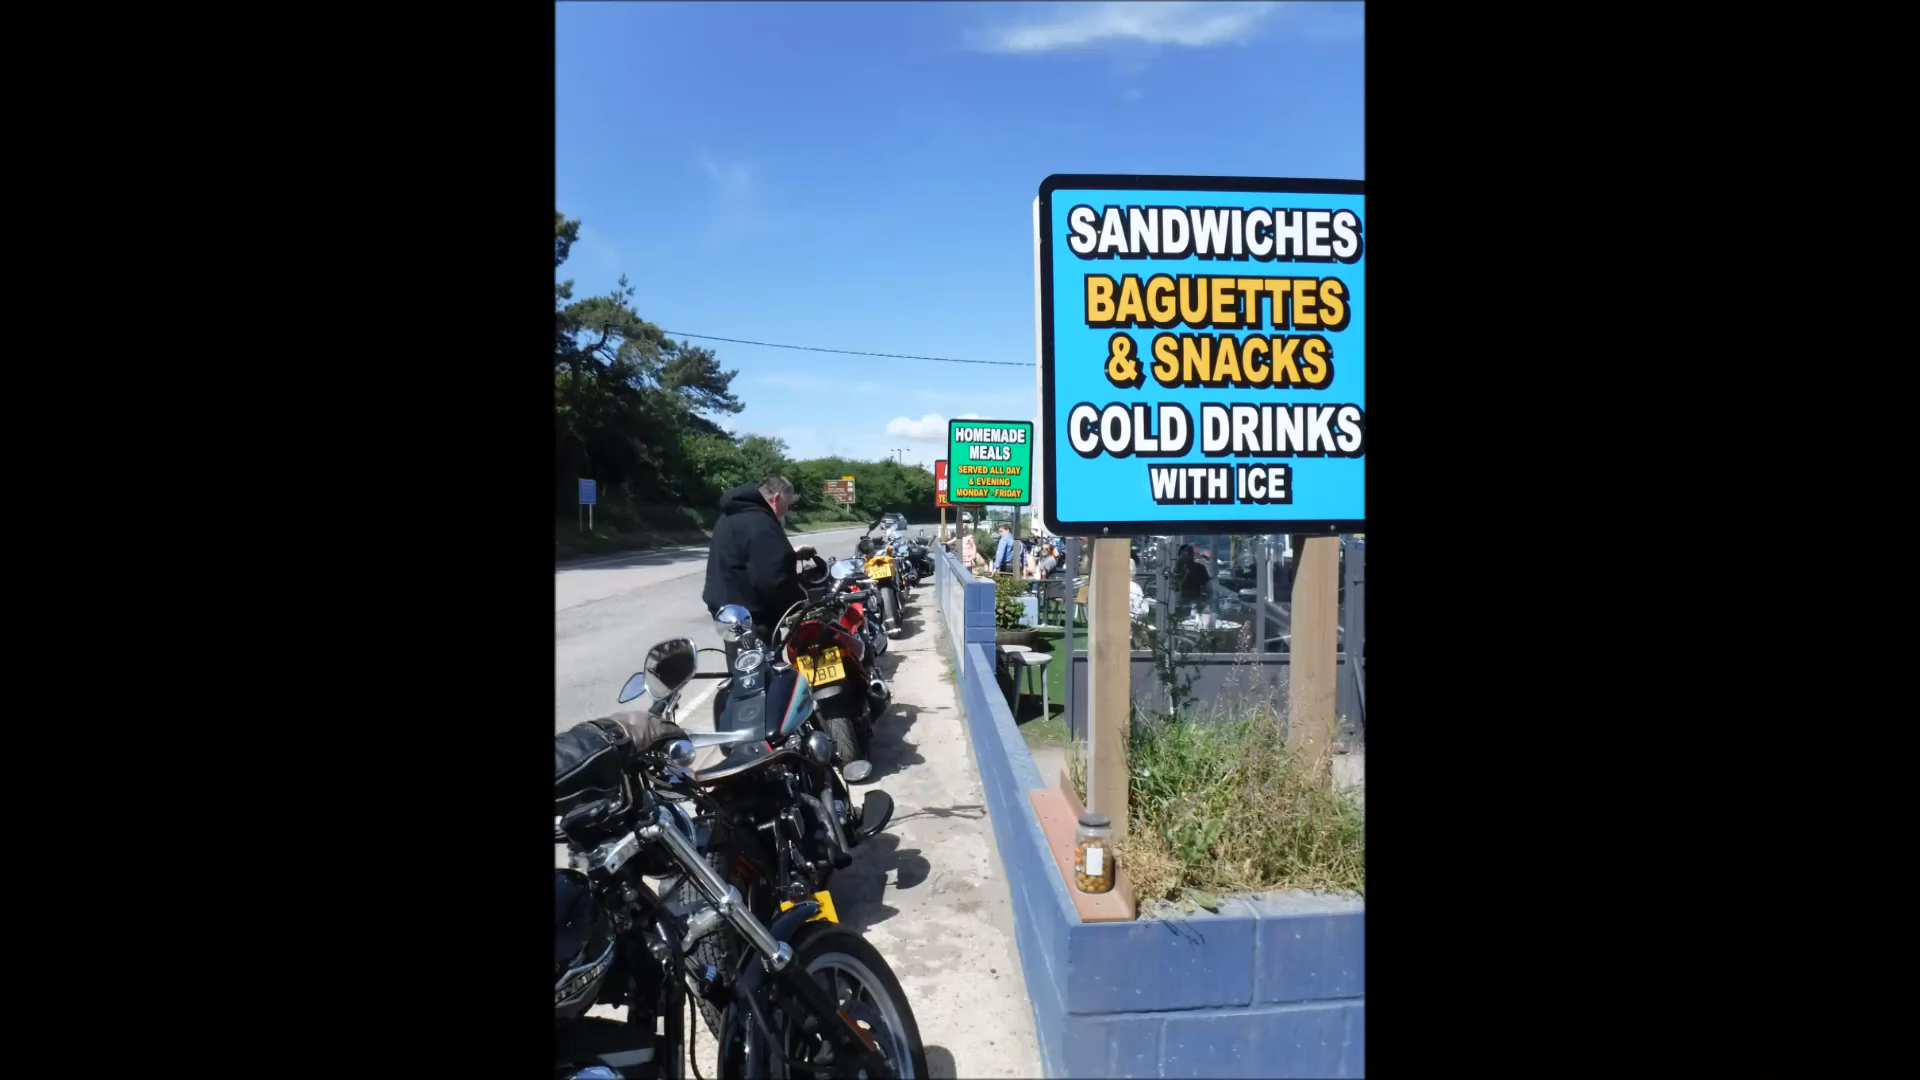 SANDWICHES
BAGUETTES
& SNACKS
COLD DRINKS
WITH ICE
HOMEMADE
MEALS
SERVED ALL DAY
& EVENING
MONDAY - FRIDAY